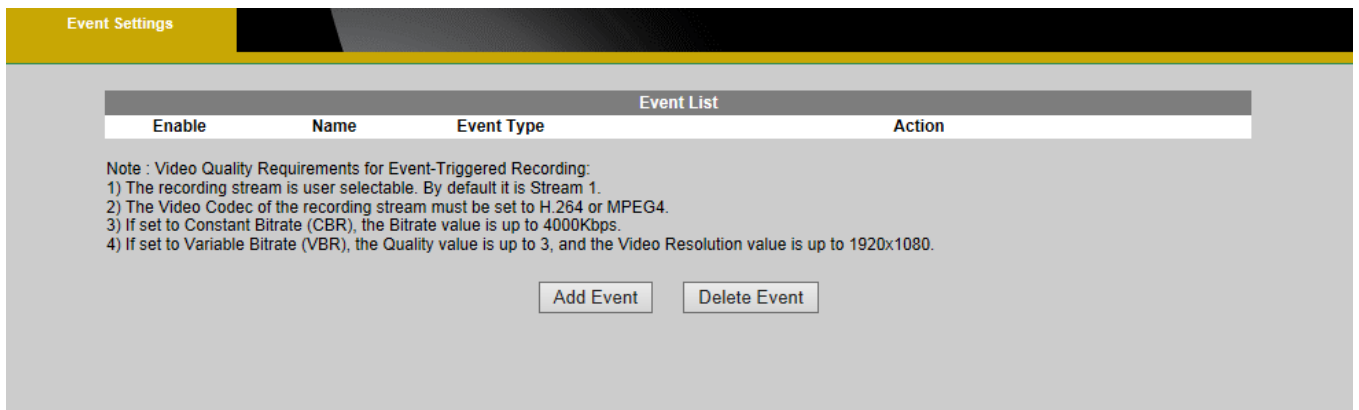 Event Settings
Event List
Enable Name Event Type Action
Note : Video Quality Requirements for Event-Triggered Recording:
1) The recording stream is user selectable. By default it is Stream 1.
2) The Video Codec of the recording stream must be set to H.264 or MPEG4.
3) If set to Constant Bitrate (CBR), the Bitrate value is up to 4000Kbps.
4) If set to Variable Bitrate (VBR), the Quality value is up to 3, and the Video Resolution value is up to 1920x1080.
Add Event Delete Event